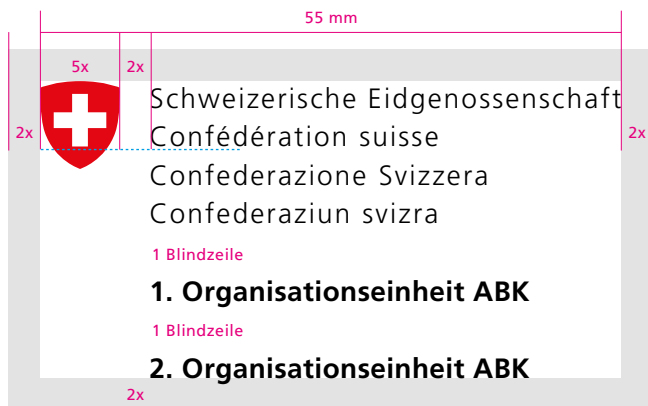 55 mm
5x 2x
2x
Schweizerische Eidgenossenschaft
Confédération suisse
2x
Confederazione Svizzera
Confederaziun svizra
1 Blindzeile
1. Organisationseinheit ABK
1 Blindzeile
2. Organisationseinheit ABK
2x